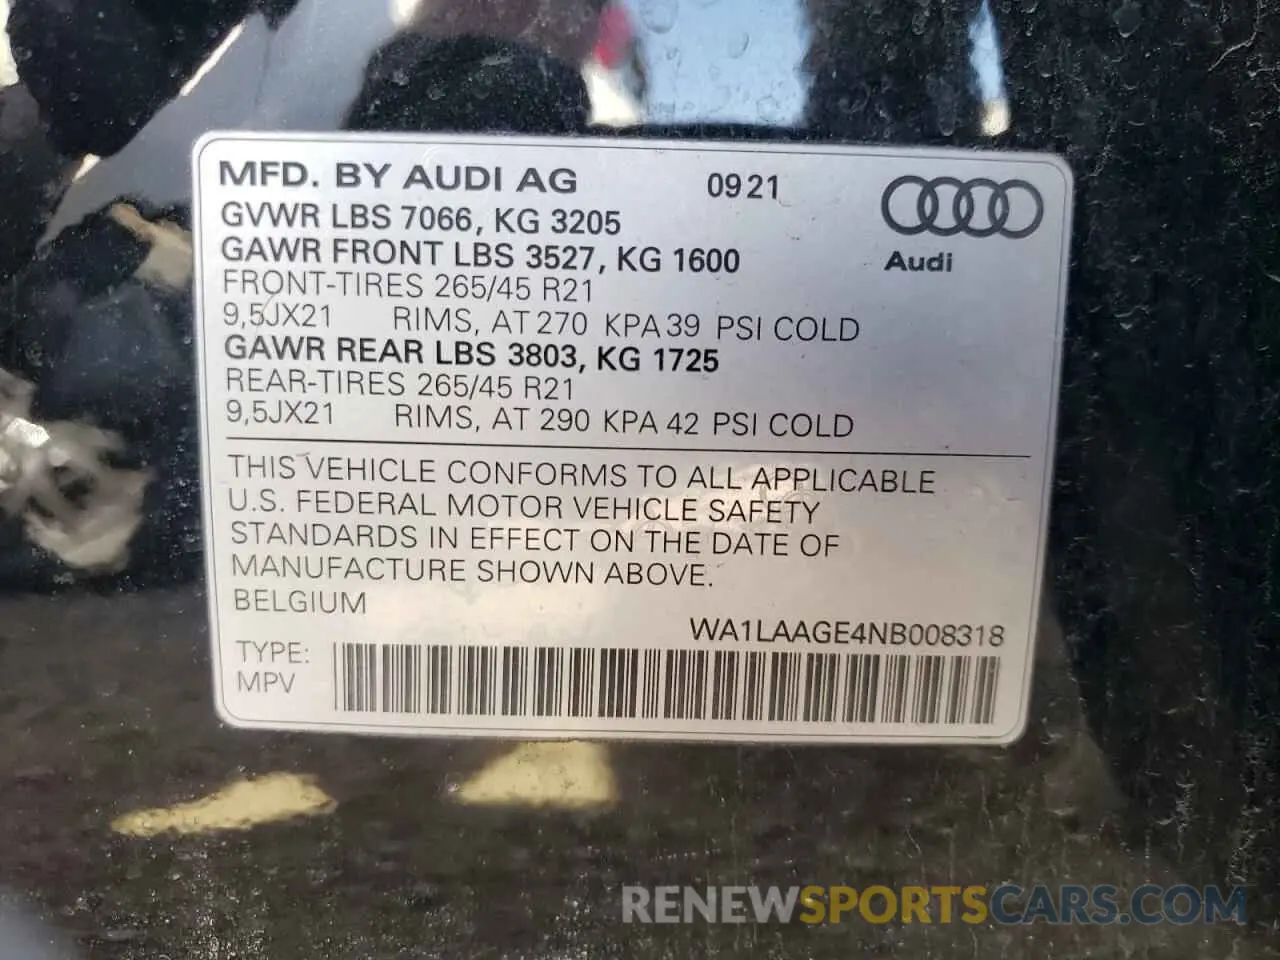 MFD. BY AUDI AG 0921
GVWR LBS 7066, KG 3205
GAWR FRONT LBS 3527, KG 1600
Audi
FRONT-TIRES 265/45 R21
9,5JX21 RIMS, AT 270 KPA 39 PSI COLD
GAWR REAR LBS 3803, KG 1725
REAR-TIRES 265/45 R21
9,5JX21 RIMS, AT 290 KPA 42 PSI COLD
THIS VEHICLE CONFORMS TO ALL APPLICABLE
U.S. FEDERAL MOTOR VEHICLE SAFETY
STANDARDS IN EFFECT ON THE DATE OF
MANUFACTURE SHOWN ABOVE.
BELGIUM
WA1LAAGE4NB008318
TYPE:
MPV
RENEWSPORTSCARS.COM